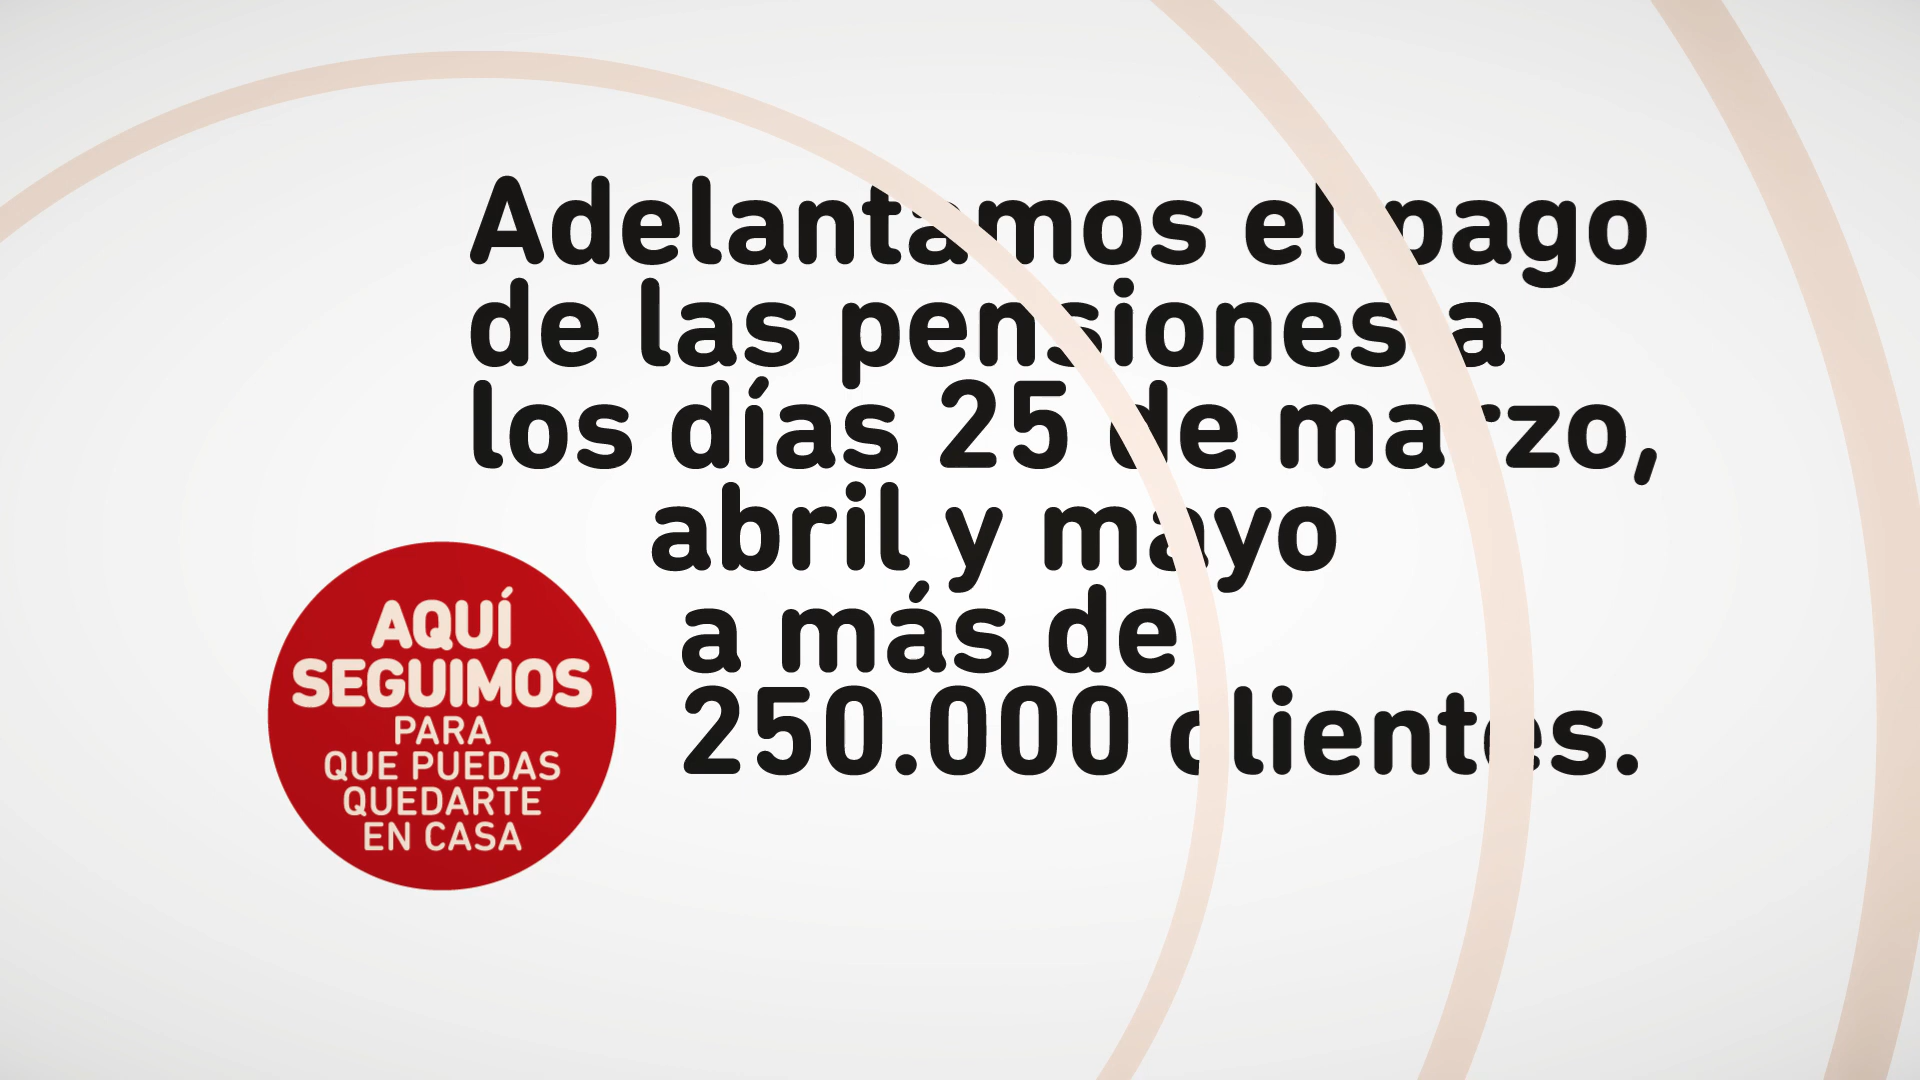 Adelantamos el pago
de las pensiones a
los días 25 de marzo,
abril y mayo
a más de
250.000 clientes.
AQUÍ
SEGUIMOS
PARA
QUE PUEDAS
QUEDARTE
EN CASA